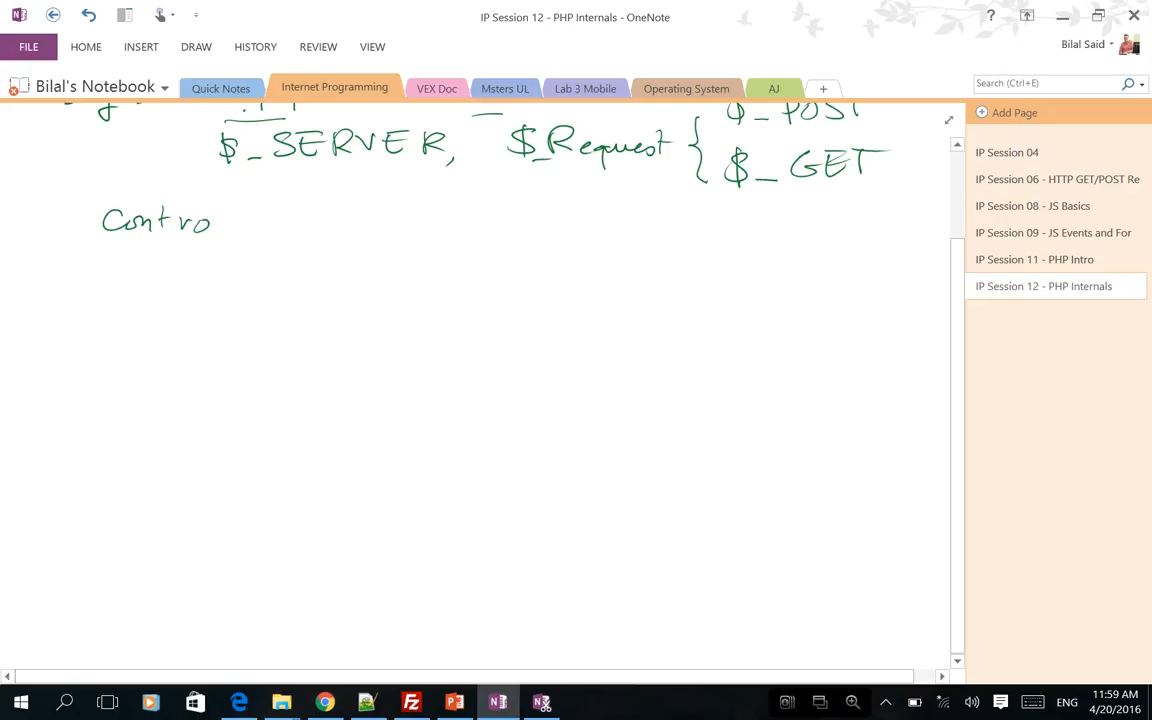 IP Session 12 - PHP Internals - OneNote
?
FILE HOME INSERT DRAW HISTORY REVIEW VIEW
Bilal Said
Bilal's Notebook
Quick Notes Internet Programming VEX Doc Msters UL Lab 3 Mobile Operating System AJ
Search (Ctrl+E)
Add Page
IP Session 04
IP Session 06 - HTTP GET/POST Re
IP Session 08 - JS Basics
IP Session 09 - JS Events and For
IP Session 11 - PHP Intro
IP Session 12 - PHP Internals
$_POST
$_SERVER, $_Request { $_GET
Contro
ENG
11:59 AM
4/20/2016